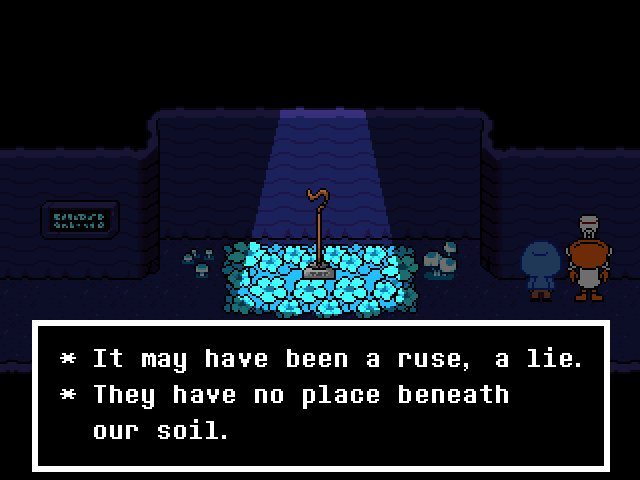 * It may have been a ruse, a lie.
* They have no place beneath
our soil.